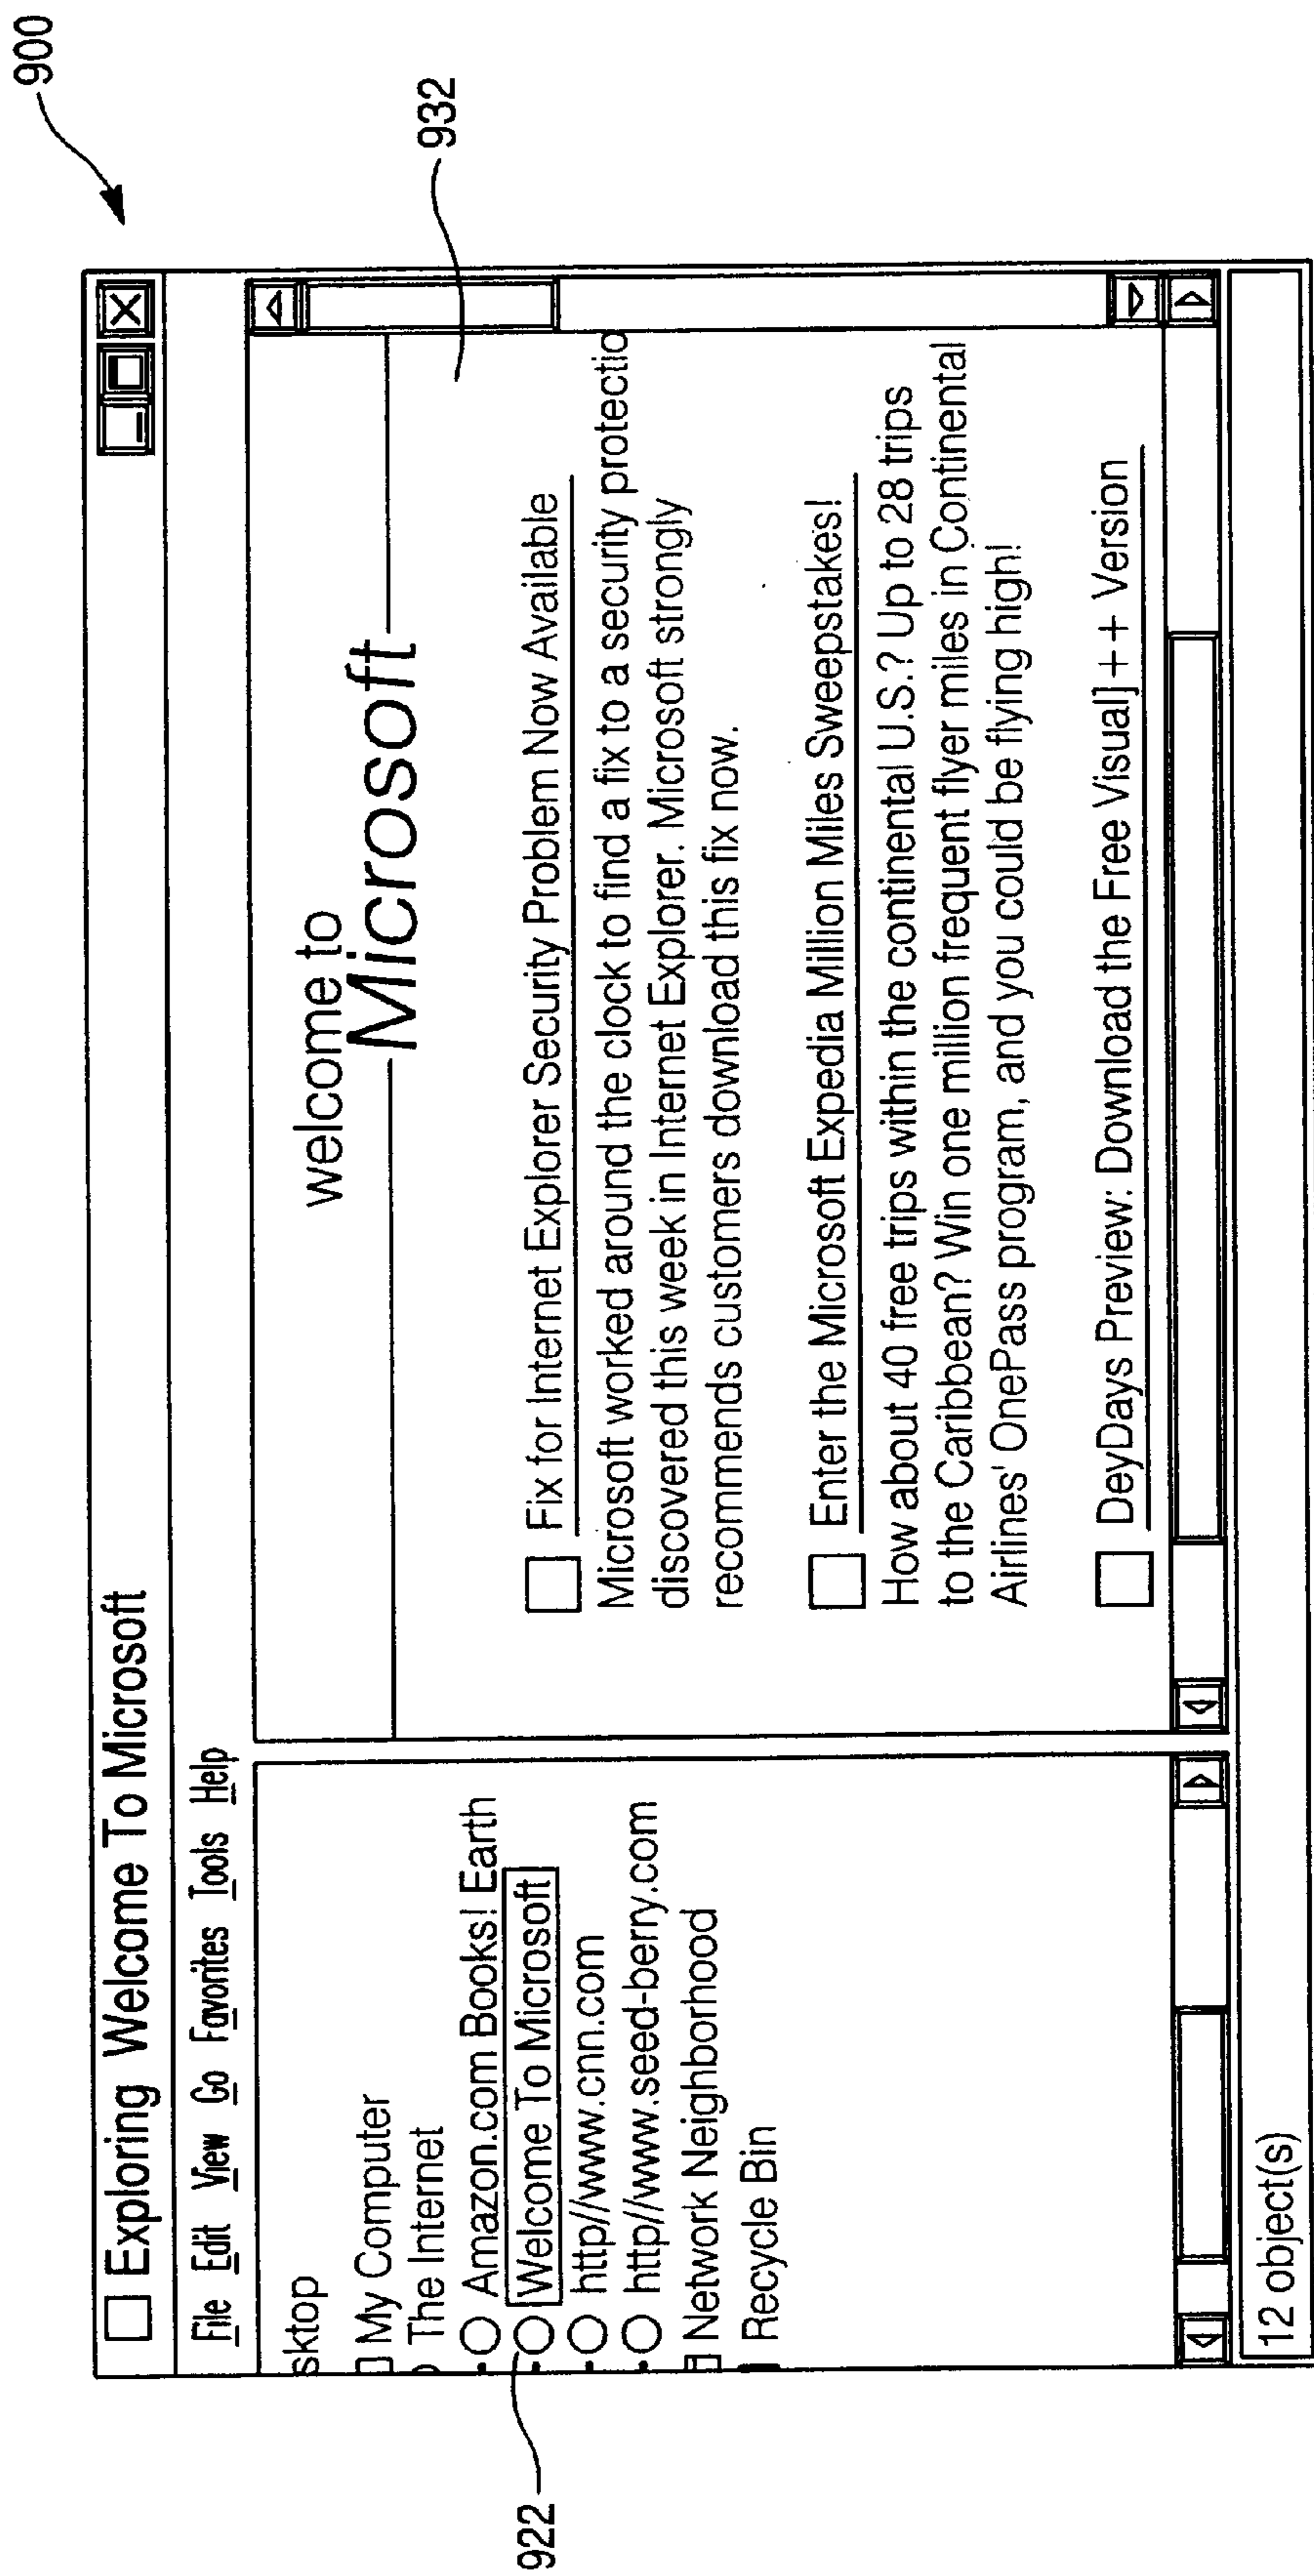 900
Exploring Welcome To Microsoft
File Edit View Go Favorites Tools Help
sktop
My Computer
The Internet
Amazon.com Books! Earth
Welcome To Microsoft
http//www.cnn.com
http//www.seed-berry.com
Network Neighborhood
Recycle Bin
922
welcome to
Microsoft
932
Fix for Internet Explorer Security Problem Now Available
Microsoft worked around the clock to find a fix to a security protectio
discovered this week in Internet Explorer. Microsoft strongly
recommends customers download this fix now.
Enter the Microsoft Expedia Million Miles Sweepstakes!
How about 40 free trips within the continental U.S.? Up to 28 trips
to the Caribbean? Win one million frequent flyer miles in Continental
Airlines' OnePass program, and you could be flying high!
DeyDays Preview: Download the Free Visual]++ Version
12 object(s)